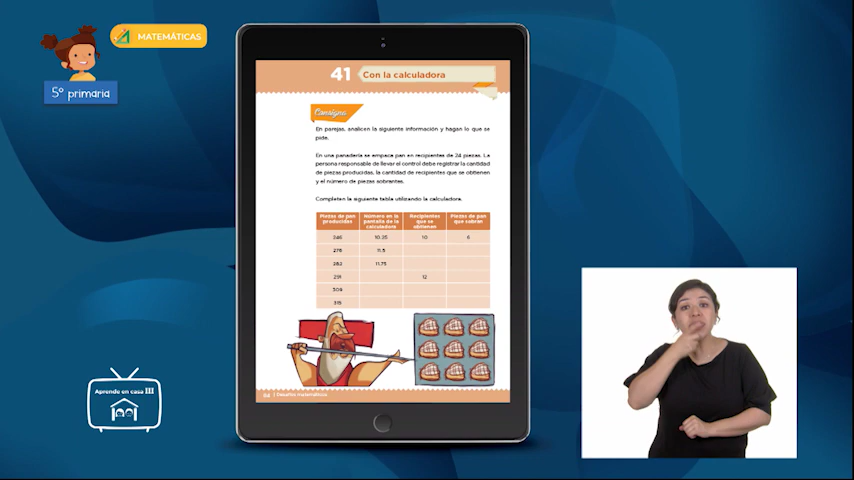 MATEMÁTICAS
5° primaria
41 Con la calculadora
Consigna
En parejas, analicen la siguiente información y hagan lo que se
pide.
En una panadería se empaca pan en recipientes de 24 piezas. La
persona responsable de llevar el control debe registrar la cantidad
de piezas producidas, la cantidad de recipientes que se obtienen
y el número de piezas sobrantes.
Completen la siguiente tabla utilizando la calculadora.
Piezas de pan producidas | Número en la pantalla de la calculadora | Recipientes que se obtienen | Piezas de pan que sobran
246 10.25 10 6
276 11.5
282 11.75
291 12
309
315
84 | Desafíos matemáticos
Aprende en casa III